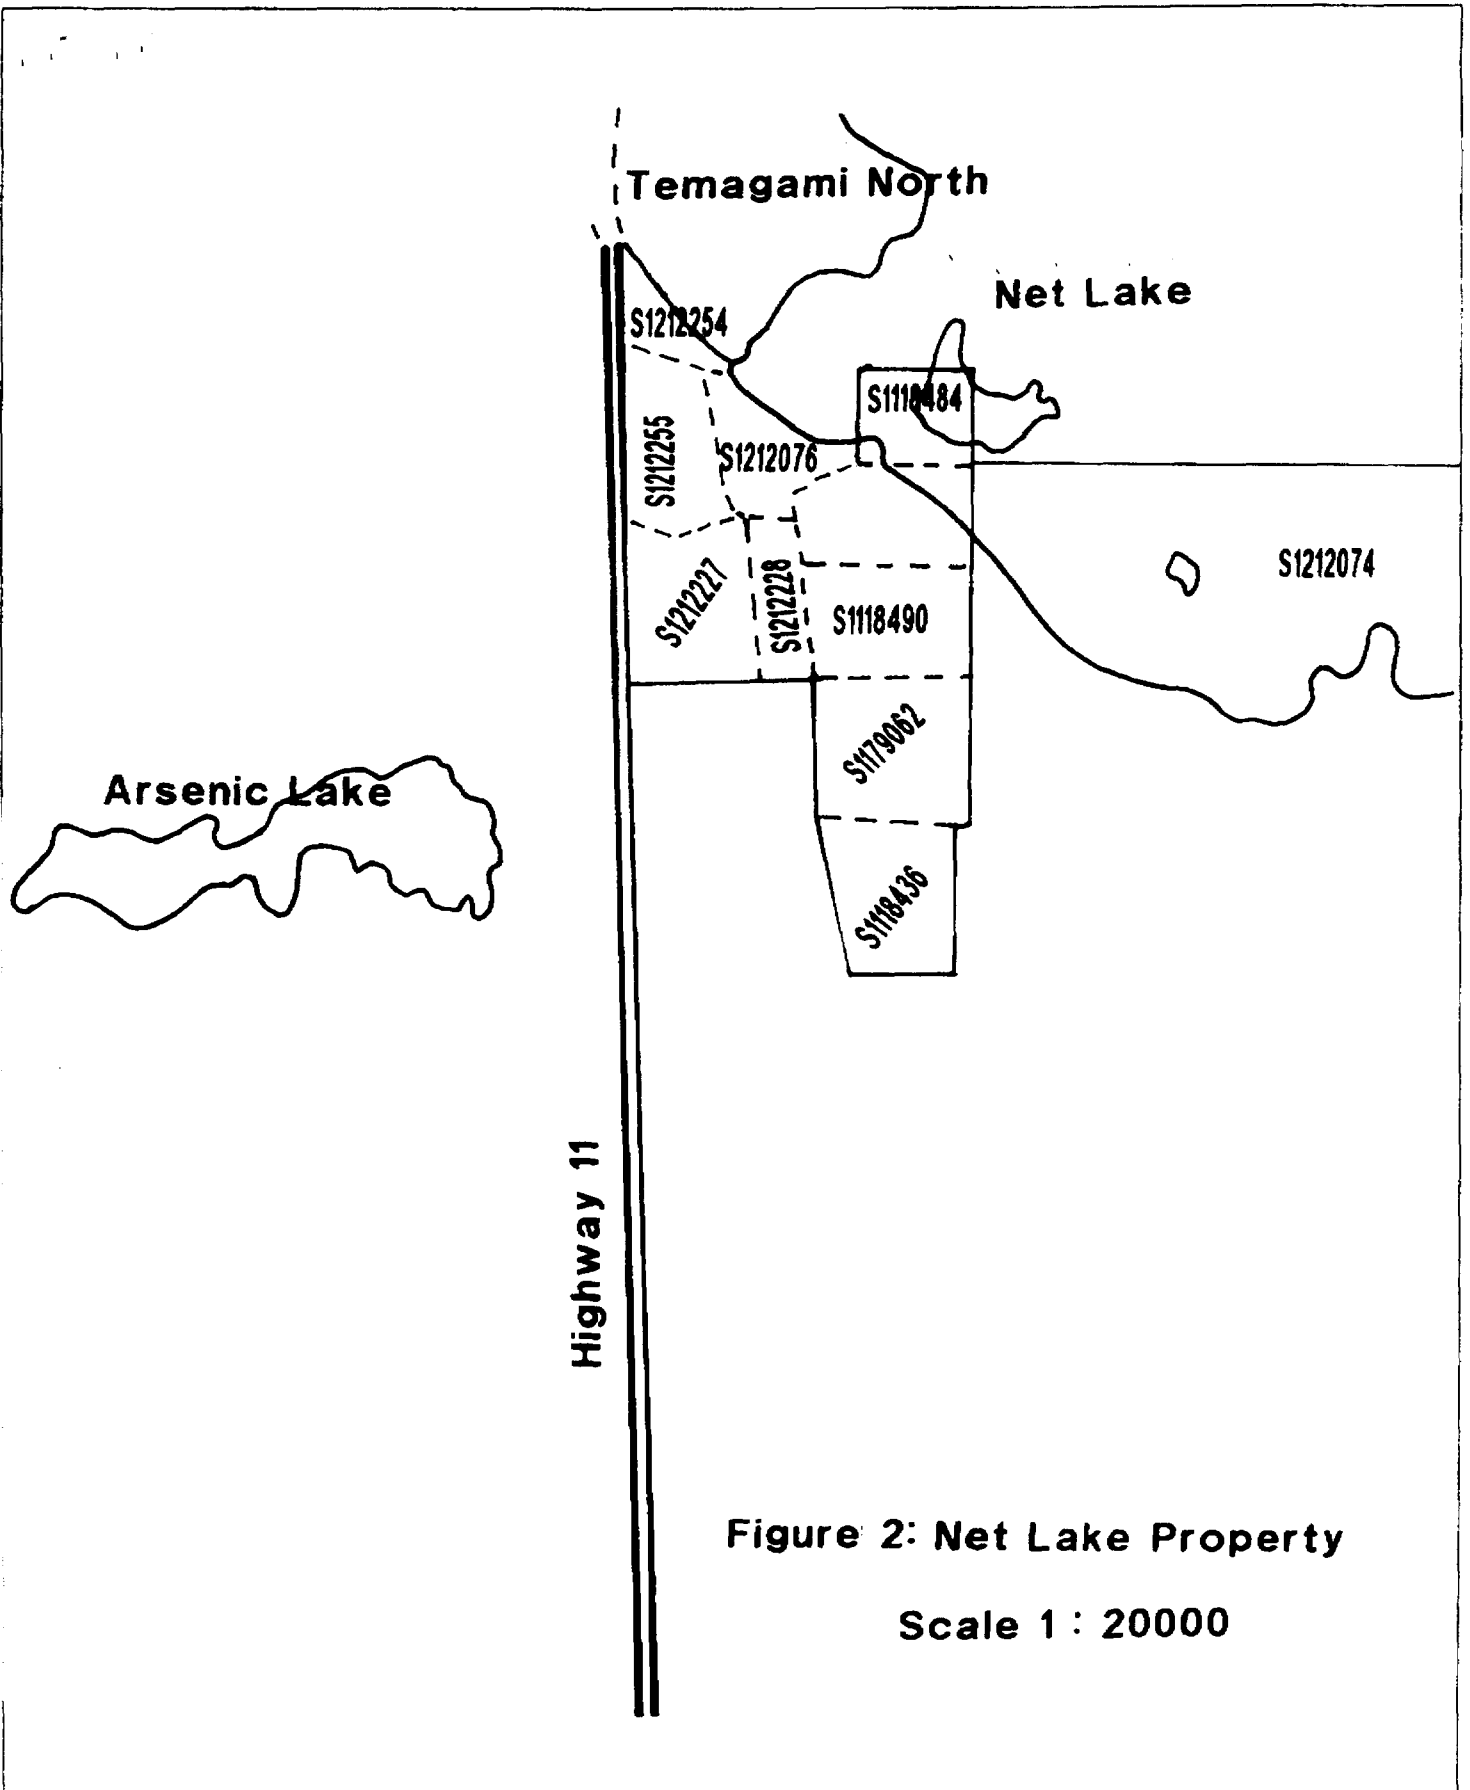 Temagami North
Net Lake
S1212254
S1118484
S1212255
S1212076
S1212074
S1212227
S1212228
S1118490
S1179062
Arsenic Lake
S1118436
Highway 11
Figure 2: Net Lake Property
Scale 1 : 20000